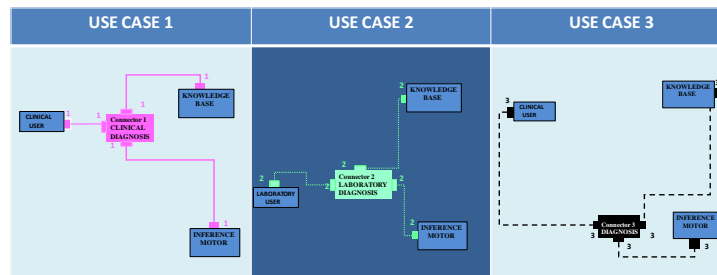 USE CASE 1
USE CASE 2
USE CASE 3
1
KNOWLEDGE
BASE
1
CLINICAL
USER
1
1
Connector 1
CLINICAL
DIAGNOSIS
1
1
INFERENCE
MOTOR
2
KNOWLEDGE
BASE
2
2
LABORATORY
USER
2
Connector 2
LABORATORY
DIAGNOSIS
2
2
INFERENCE
MOTOR
3
CLINICAL
USER
KNOWLEDGE
BASE
3
Connector 3
DIAGNOSIS
3
3
3
INFERENCE
MOTOR
3